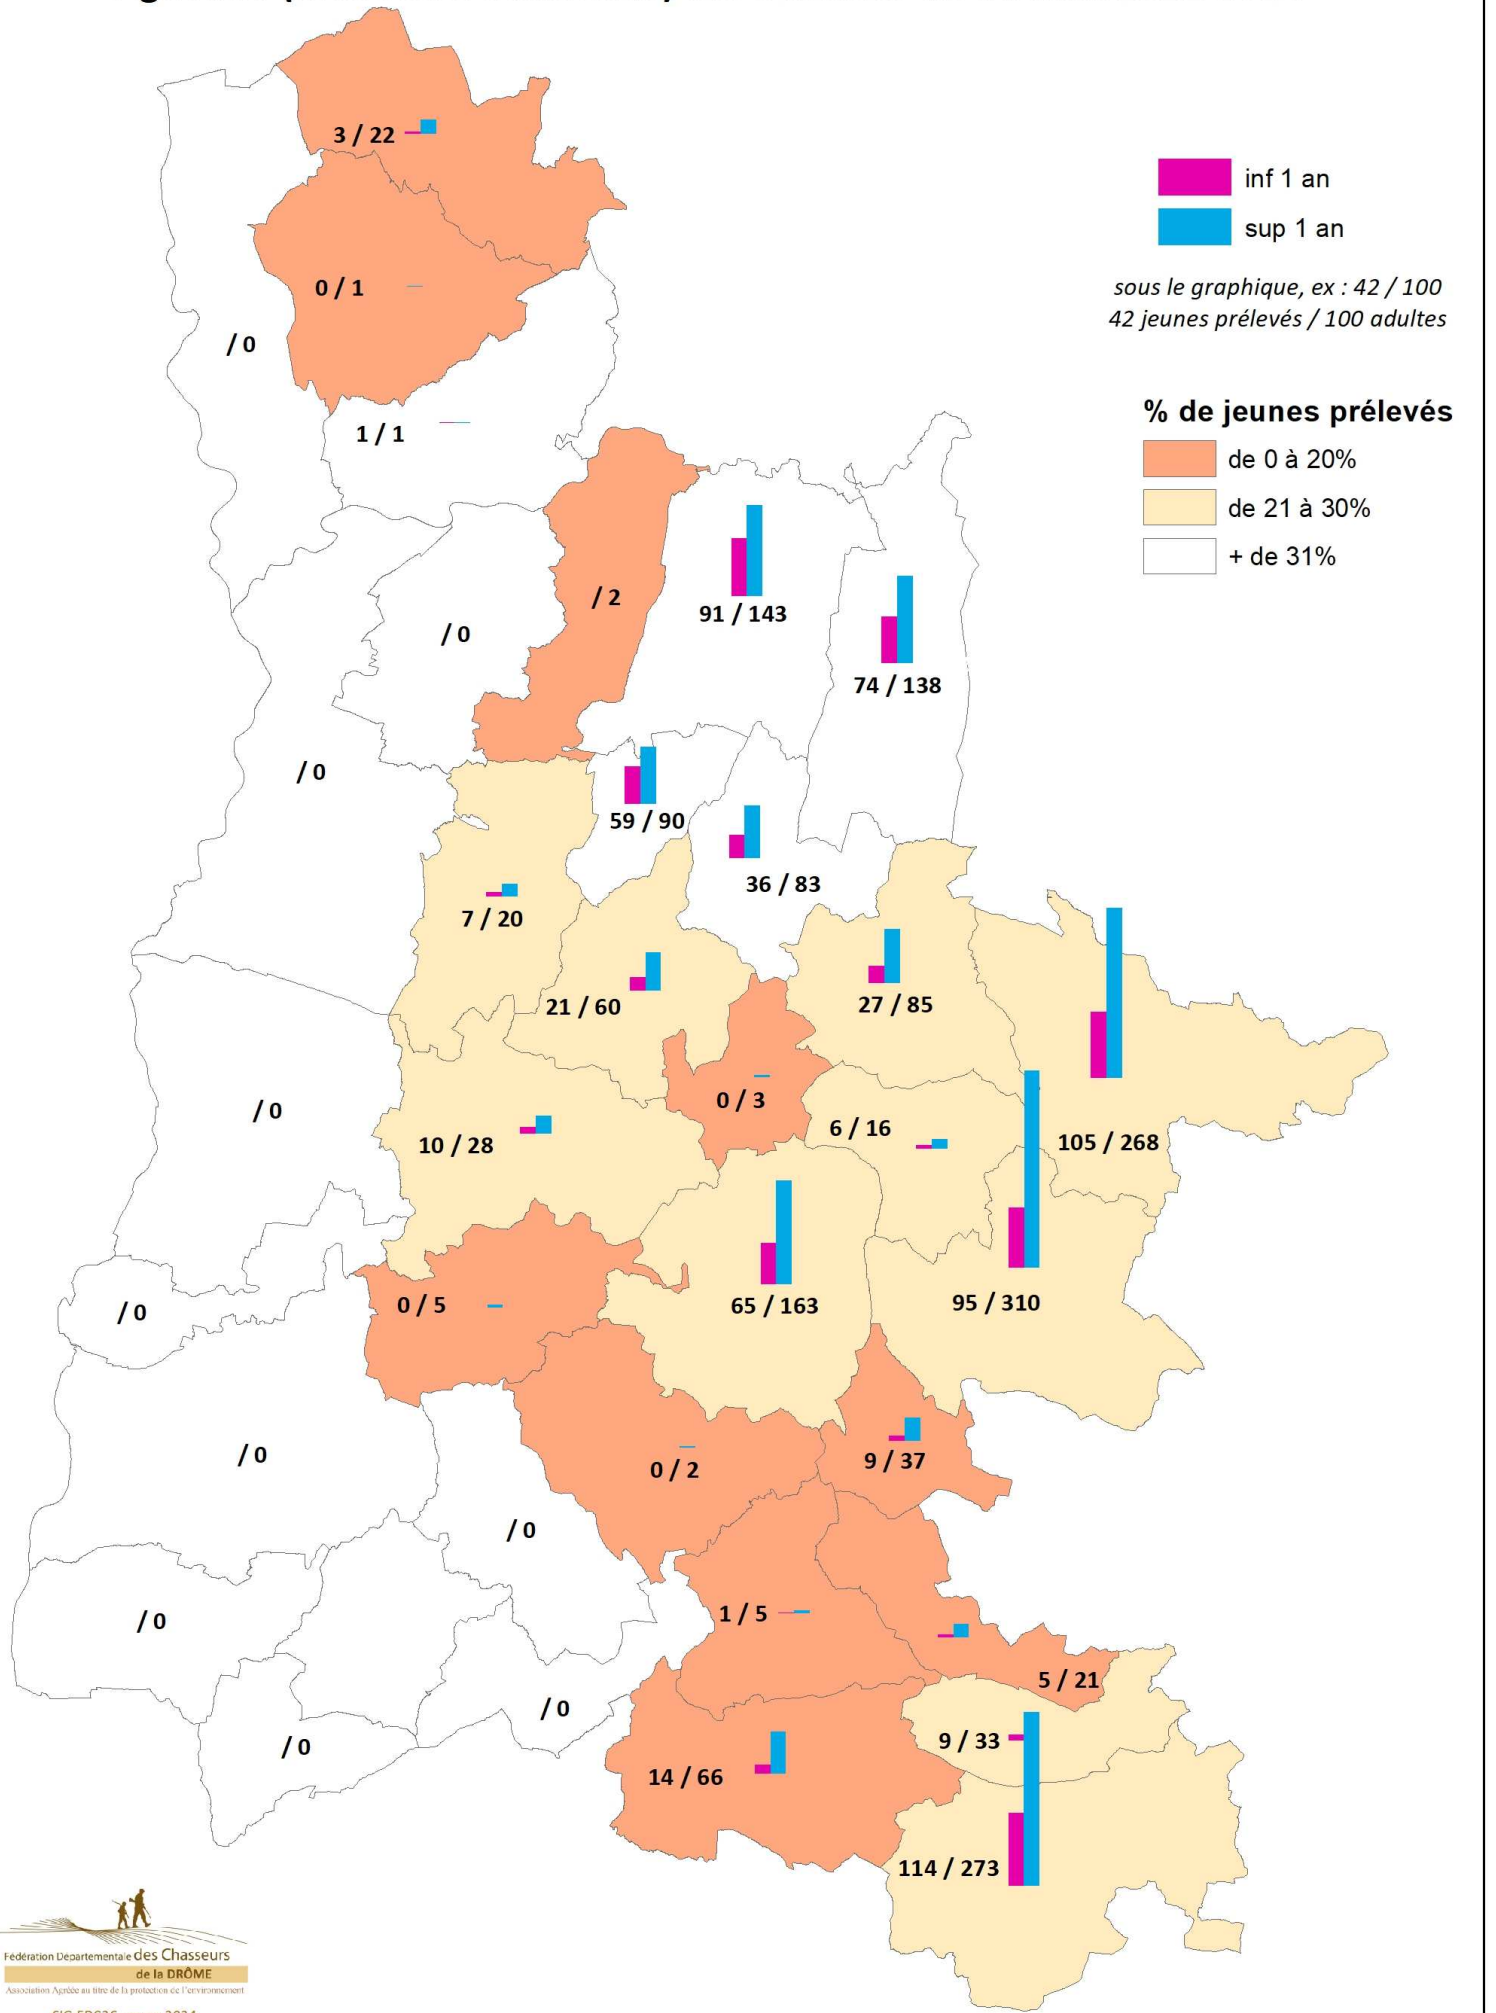 3 / 22
inf 1 an
sup 1 an
0 / 1
sous le graphique, ex : 42 / 100
42 jeunes prélevés / 100 adultes
/ 0
% de jeunes prélevés
1 / 1
de 0 à 20%
de 21 à 30%
+ de 31%
/ 2
91 / 143
/ 0
74 / 138
/ 0
59 / 90
36 / 83
7 / 20
21 / 60
27 / 85
0 / 3
/ 0
6 / 16
10 / 28
105 / 268
0 / 5
65 / 163
95 / 310
/ 0
/ 0
9 / 37
0 / 2
/ 0
1 / 5
/ 0
5 / 21
/ 0
9 / 33
/ 0
14 / 66
114 / 273
Fédération Départementale des Chasseurs
de la DRÔME
Association Agréée au titre de la protection de l'environnement